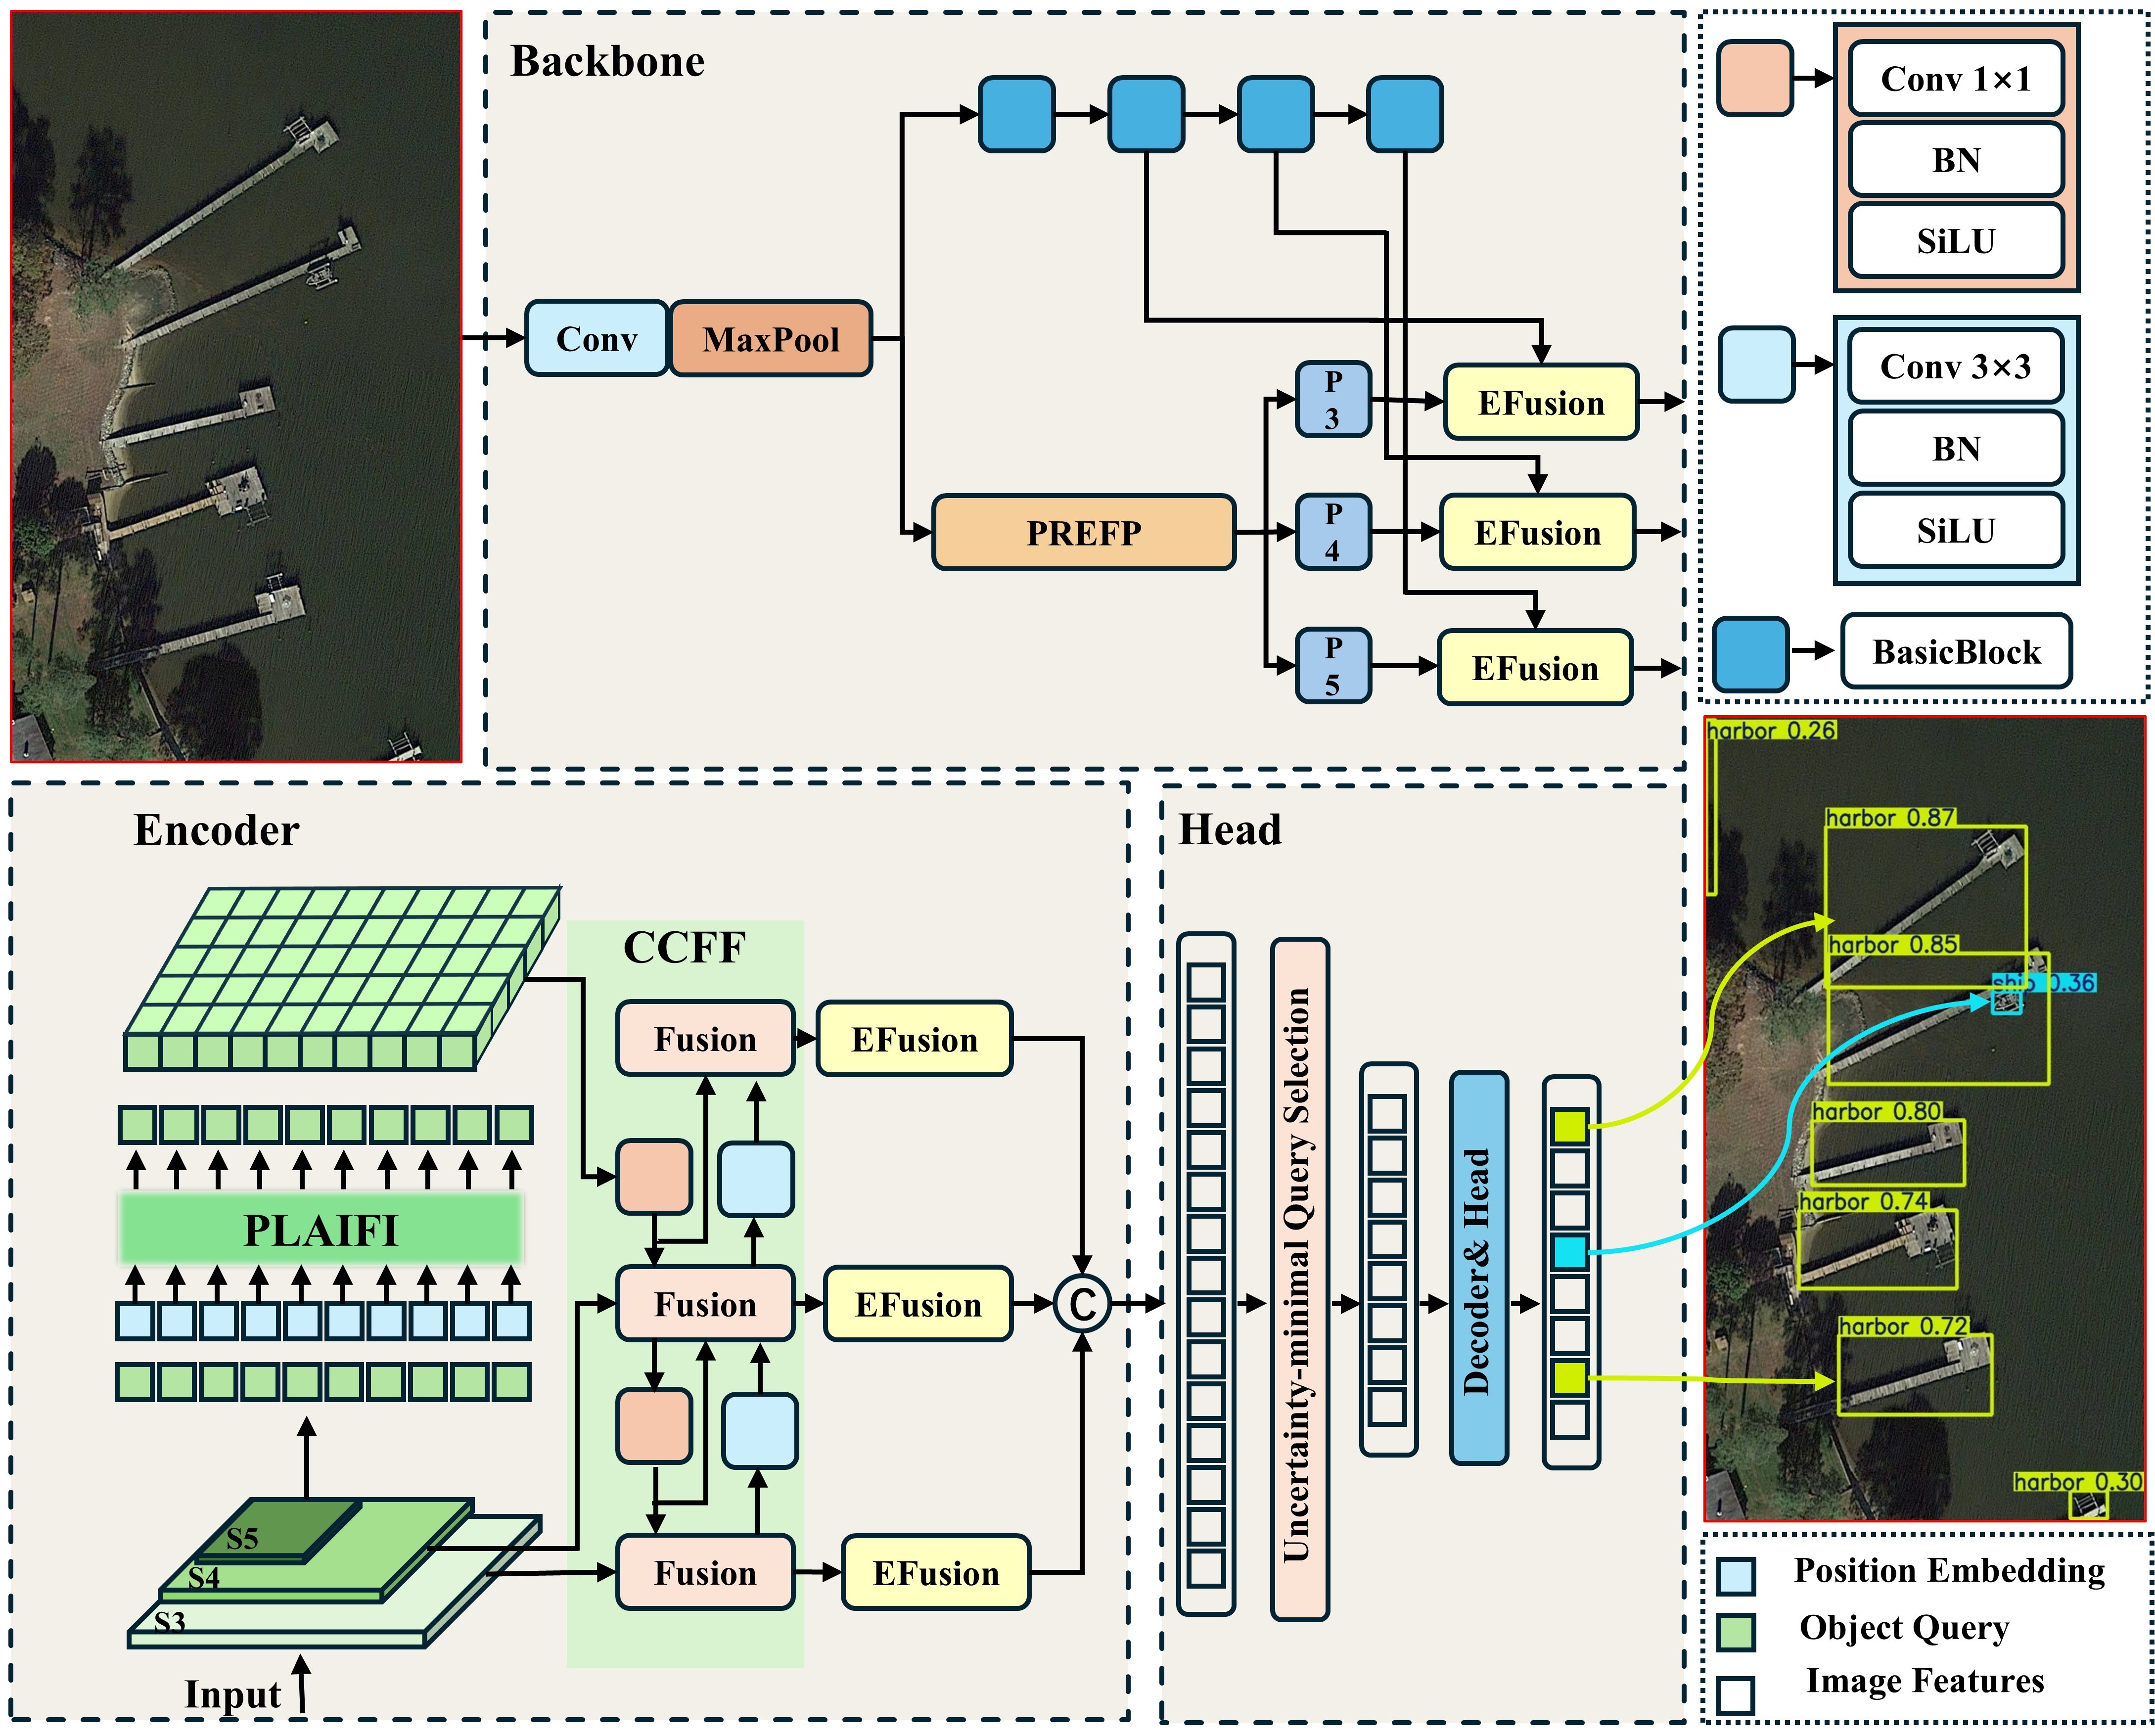 Backbone
Conv
MaxPool
PREFP
P
3
P
4
P
5
EFusion
EFusion
EFusion
Conv 1×1
BN
SiLU
Conv 3×3
BN
SiLU
BasicBlock
Encoder
PLAIFI
S5
S4
S3
Input
CCFF
Fusion
EFusion
Fusion
EFusion
Fusion
EFusion
C
Head
Uncertainty-minimal Query Selection
Decoder& Head
harbor 0.26
harbor 0.87
harbor 0.85
ship 0.36
harbor 0.80
harbor 0.74
harbor 0.72
harbor 0.30
Position Embedding
Object Query
Image Features